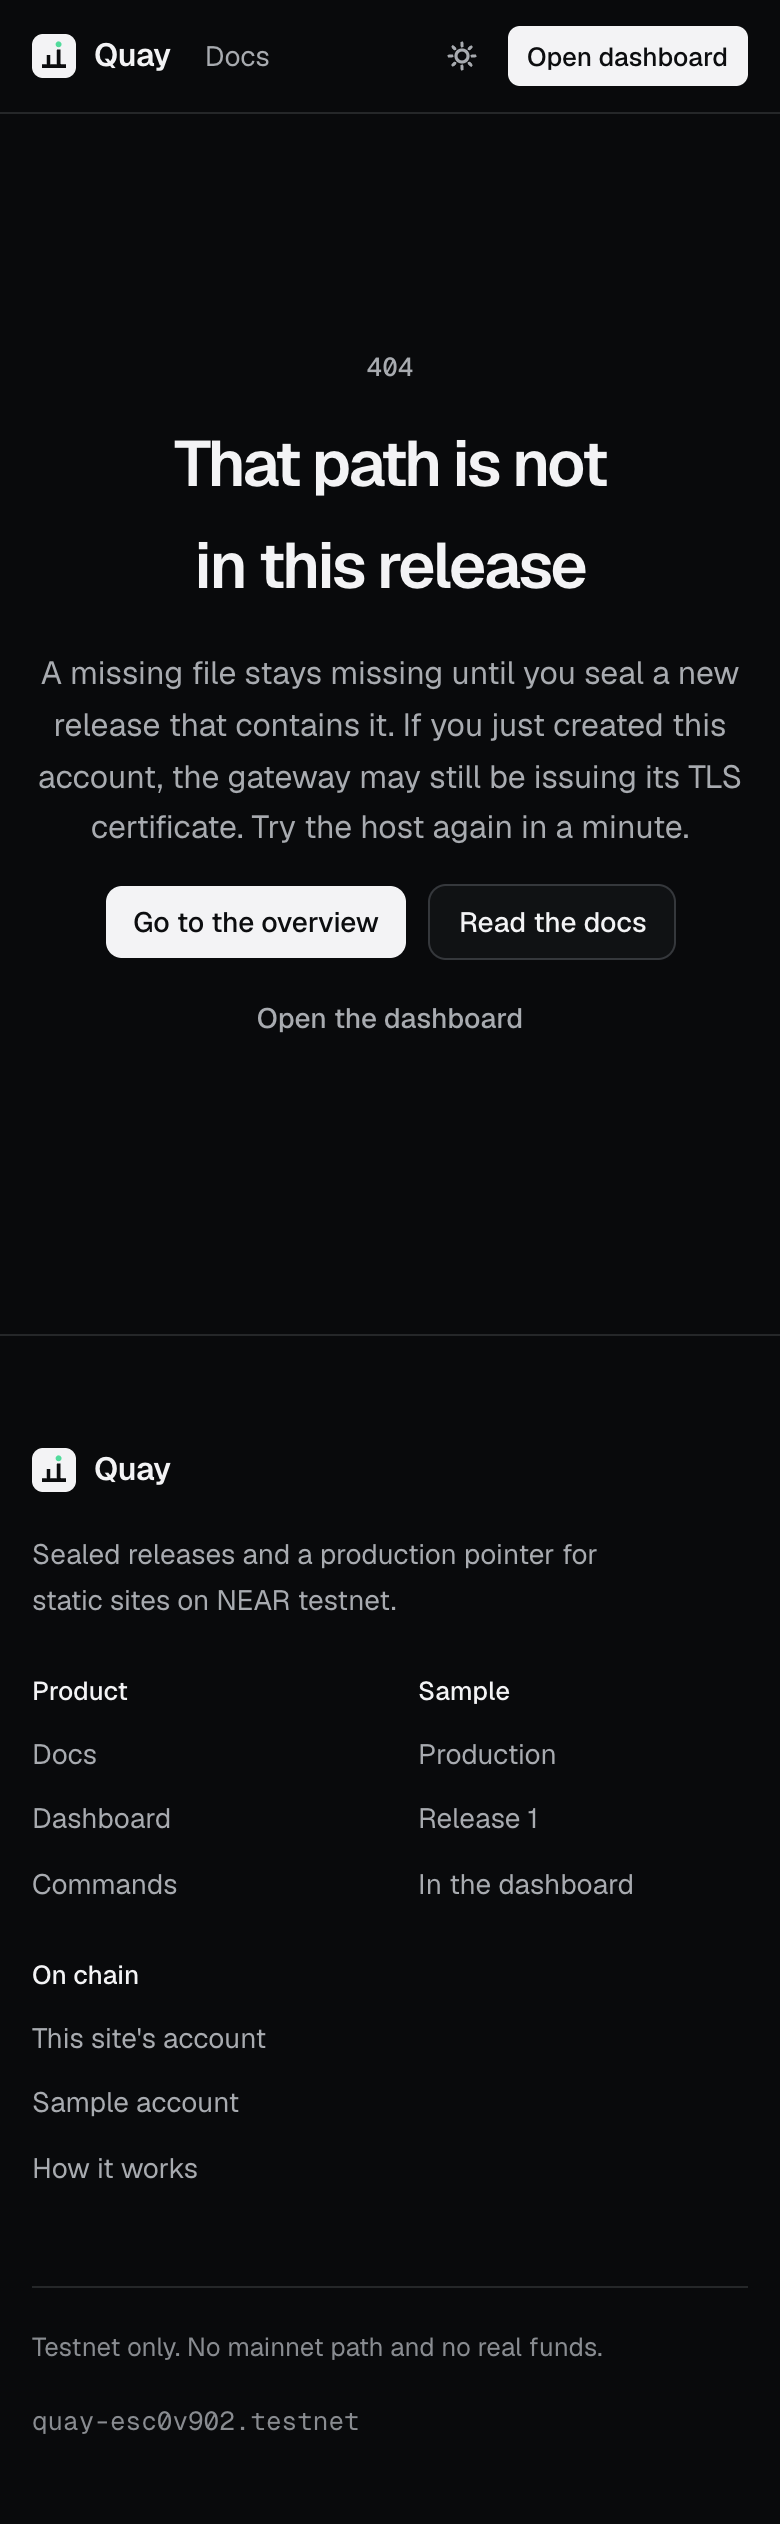 Quay Docs Open dashboard
404
That path is not
in this release
A missing file stays missing until you seal a new
release that contains it. If you just created this
account, the gateway may still be issuing its TLS
certificate. Try the host again in a minute.
Go to the overview Read the docs
Open the dashboard
Quay
Sealed releases and a production pointer for
static sites on NEAR testnet.
Product
Docs
Dashboard
Commands
Sample
Production
Release 1
In the dashboard
On chain
This site's account
Sample account
How it works
Testnet only. No mainnet path and no real funds.
quay-esc0v902.testnet